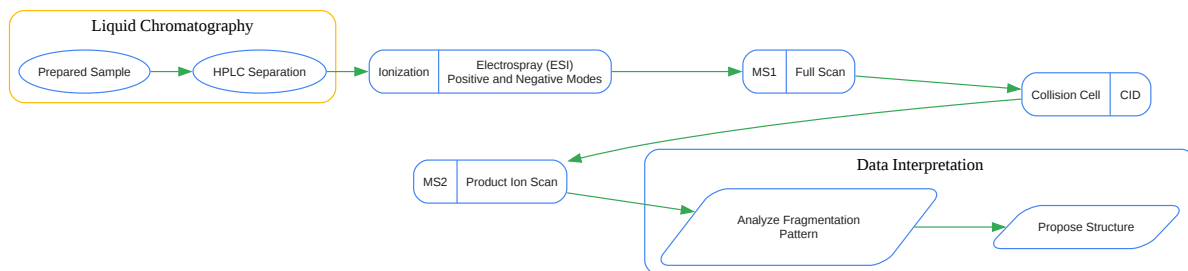 Liquid Chromatography
Prepared Sample
HPLC Separation
Ionization
Electrospray (ESI)
Positive and Negative Modes
MS1
Full Scan
Collision Cell
CID
MS2
Product Ion Scan
Data Interpretation
Analyze Fragmentation
Pattern
Propose Structure